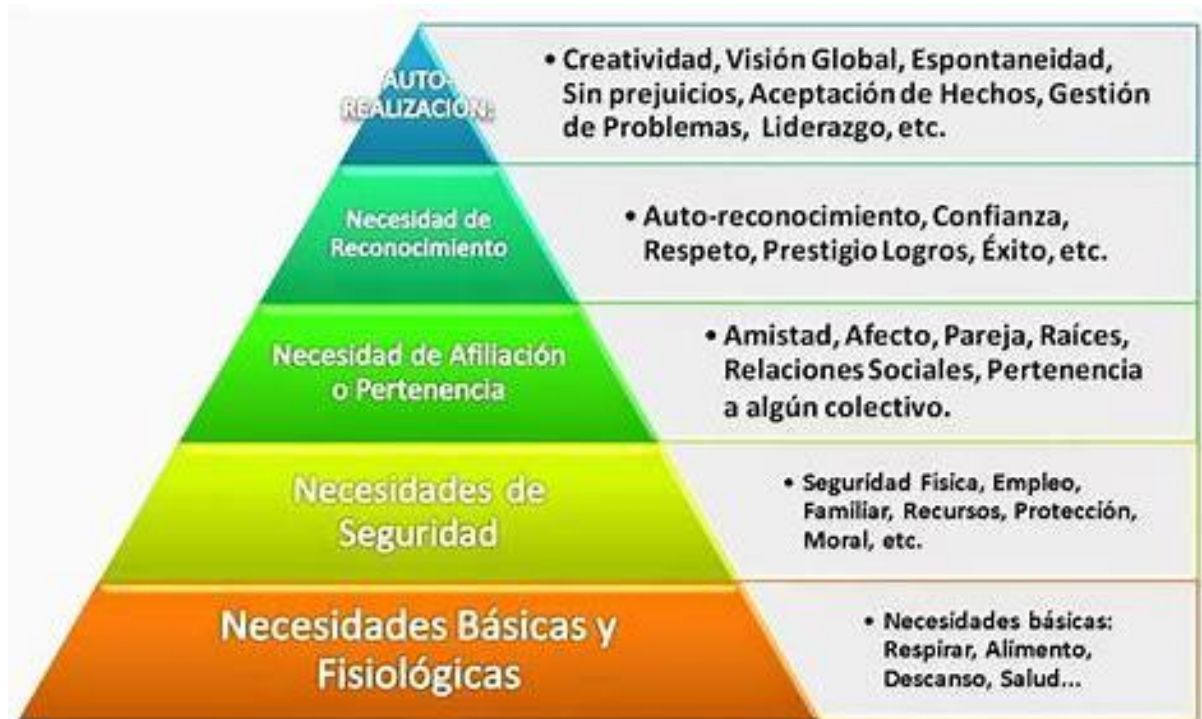 AUTO-
REALIZACIÓN:
• Creatividad, Visión Global, Espontaneidad,
Sin prejuicios, Aceptación de Hechos, Gestión
de Problemas, Liderazgo, etc.
Necesidad de
Reconocimiento
• Auto-reconocimiento, Confianza,
Respeto, Prestigio Logros, Éxito, etc.
Necesidad de Afiliación
o Pertenencia
• Amistad, Afecto, Pareja, Raíces,
Relaciones Sociales, Pertenencia
a algún colectivo.
Necesidades de
Seguridad
• Seguridad Fisica, Empleo,
Familiar, Recursos, Protección,
Moral, etc.
Necesidades Básicas y
Fisiológicas
• Necesidades básicas:
Respirar, Alimento,
Descanso, Salud...